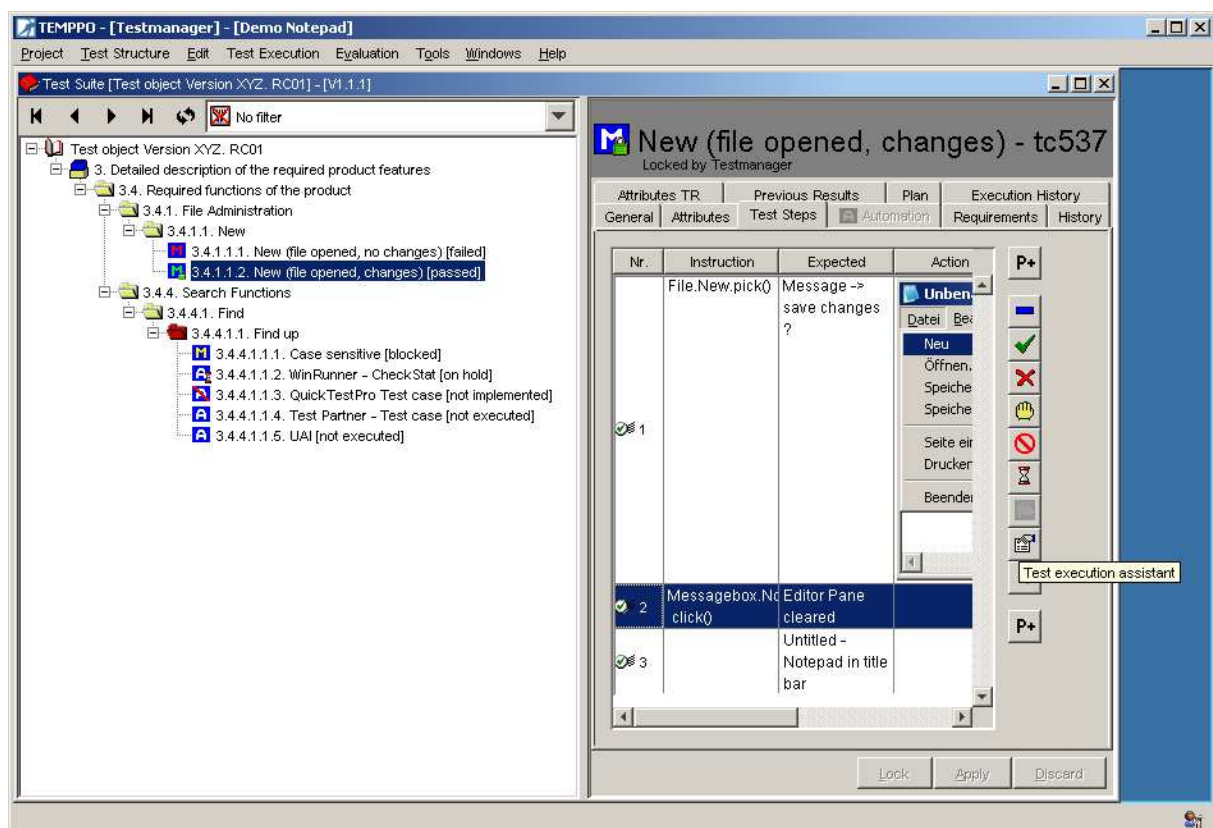 TEMPPO - [Testmanager] - [Demo Notepad]
Project Test Structure Edit Test Execution Evaluation Tools Windows Help
Test Suite [Test object Version XYZ. RC01] - [V1.1.1]
No filter
Test object Version XYZ. RC01
3. Detailed description of the required product features
3.4. Required functions of the product
3.4.1. File Administration
3.4.1.1. New
3.4.1.1.1. New (file opened, no changes) [failed]
3.4.1.1.2. New (file opened, changes) [passed]
3.4.4. Search Functions
3.4.4.1. Find
3.4.4.1.1. Find up
3.4.4.1.1.1. Case sensitive [blocked]
3.4.4.1.1.2. WinRunner - CheckStat [on hold]
3.4.4.1.1.3. QuickTestPro Test case [not implemented]
3.4.4.1.1.4. Test Partner - Test case [not executed]
3.4.4.1.1.5. UAI [not executed]
New (file opened, changes) - tc537
Locked by Testmanager
Attributes TR Previous Results Plan Execution History
General Attributes Test Steps Automation Requirements History
Nr. Instruction Expected Action
P+
1 File.New.pick() Message ->
save changes
?
Unben
Datei Bea
Neu
Öffnen.
Speiche
Speiche
Seite ein
Drucker
Beenden
Test execution assistant
2 Messagebox.No Editor Pane
click() cleared
P+
3 Untitled -
Notepad in title
bar
Lock Apply Discard